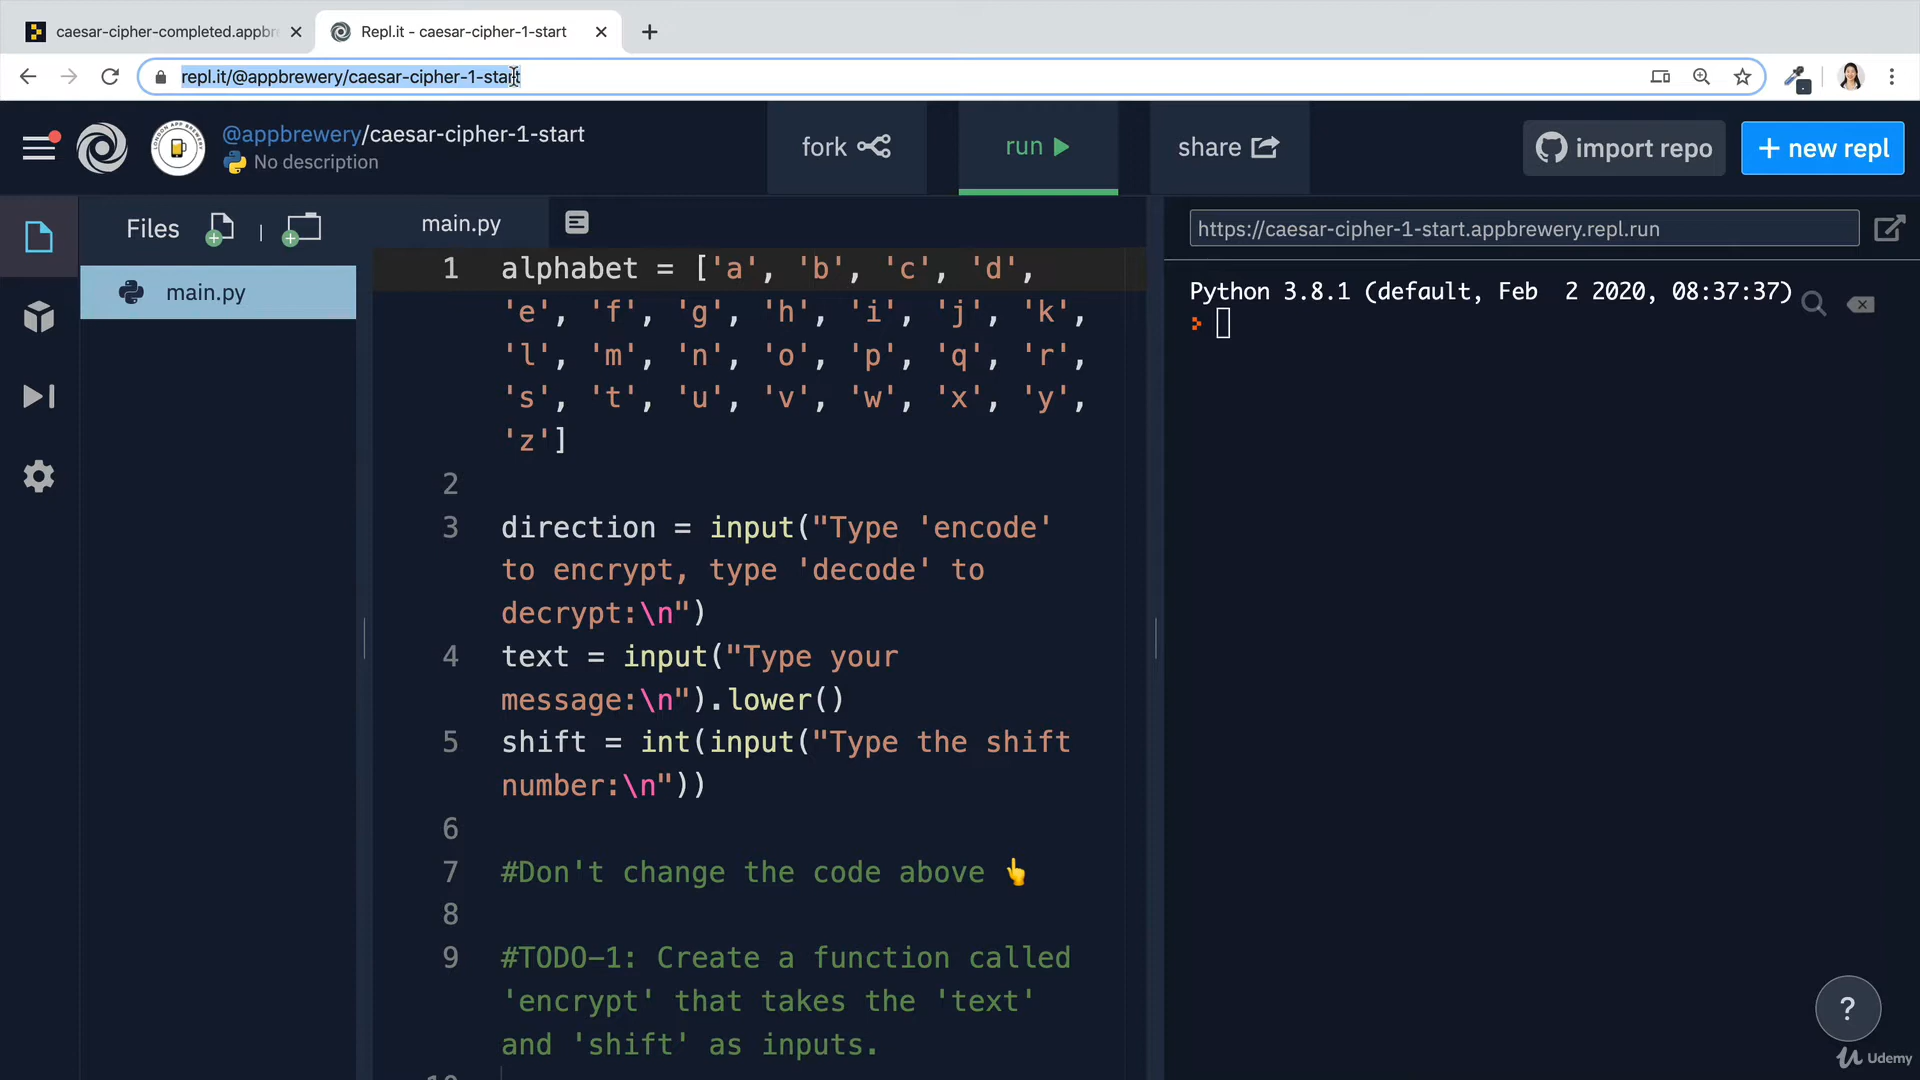 caesar-cipher-completed.appbr
Repl.it - caesar-cipher-1-start
repl.it/@appbrewery/caesar-cipher-1-start
@appbrewery/caesar-cipher-1-start
No description
fork
run
share
import repo
+ new repl
Files
main.py
main.py
https://caesar-cipher-1-start.appbrewery.repl.run
1 alphabet = ['a', 'b', 'c', 'd',
'e', 'f', 'g', 'h', 'i', 'j', 'k',
'l', 'm', 'n', 'o', 'p', 'q', 'r',
's', 't', 'u', 'v', 'w', 'x', 'y',
'z']
2
3 direction = input("Type 'encode'
to encrypt, type 'decode' to
decrypt:\n")
4 text = input("Type your
message:\n").lower()
5 shift = int(input("Type the shift
number:\n"))
6
7 #Don't change the code above 👆
8
9 #TODO-1: Create a function called
'encrypt' that takes the 'text'
and 'shift' as inputs.
Python 3.8.1 (default, Feb  2 2020, 08:37:37)
?
Udemy